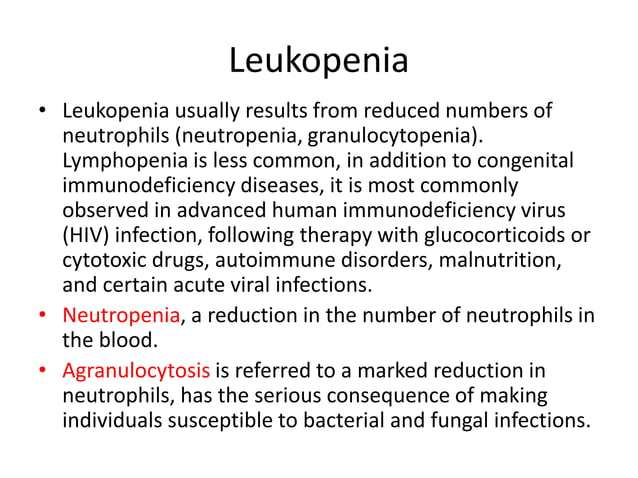 Leukopenia
• Leukopenia usually results from reduced numbers of
neutrophils (neutropenia, granulocytopenia).
Lymphopenia is less common, in addition to congenital
immunodeficiency diseases, it is most commonly
observed in advanced human immunodeficiency virus
(HIV) infection, following therapy with glucocorticoids or
cytotoxic drugs, autoimmune disorders, malnutrition,
and certain acute viral infections.
• Neutropenia, a reduction in the number of neutrophils in
the blood.
• Agranulocytosis is referred to a marked reduction in
neutrophils, has the serious consequence of making
individuals susceptible to bacterial and fungal infections.